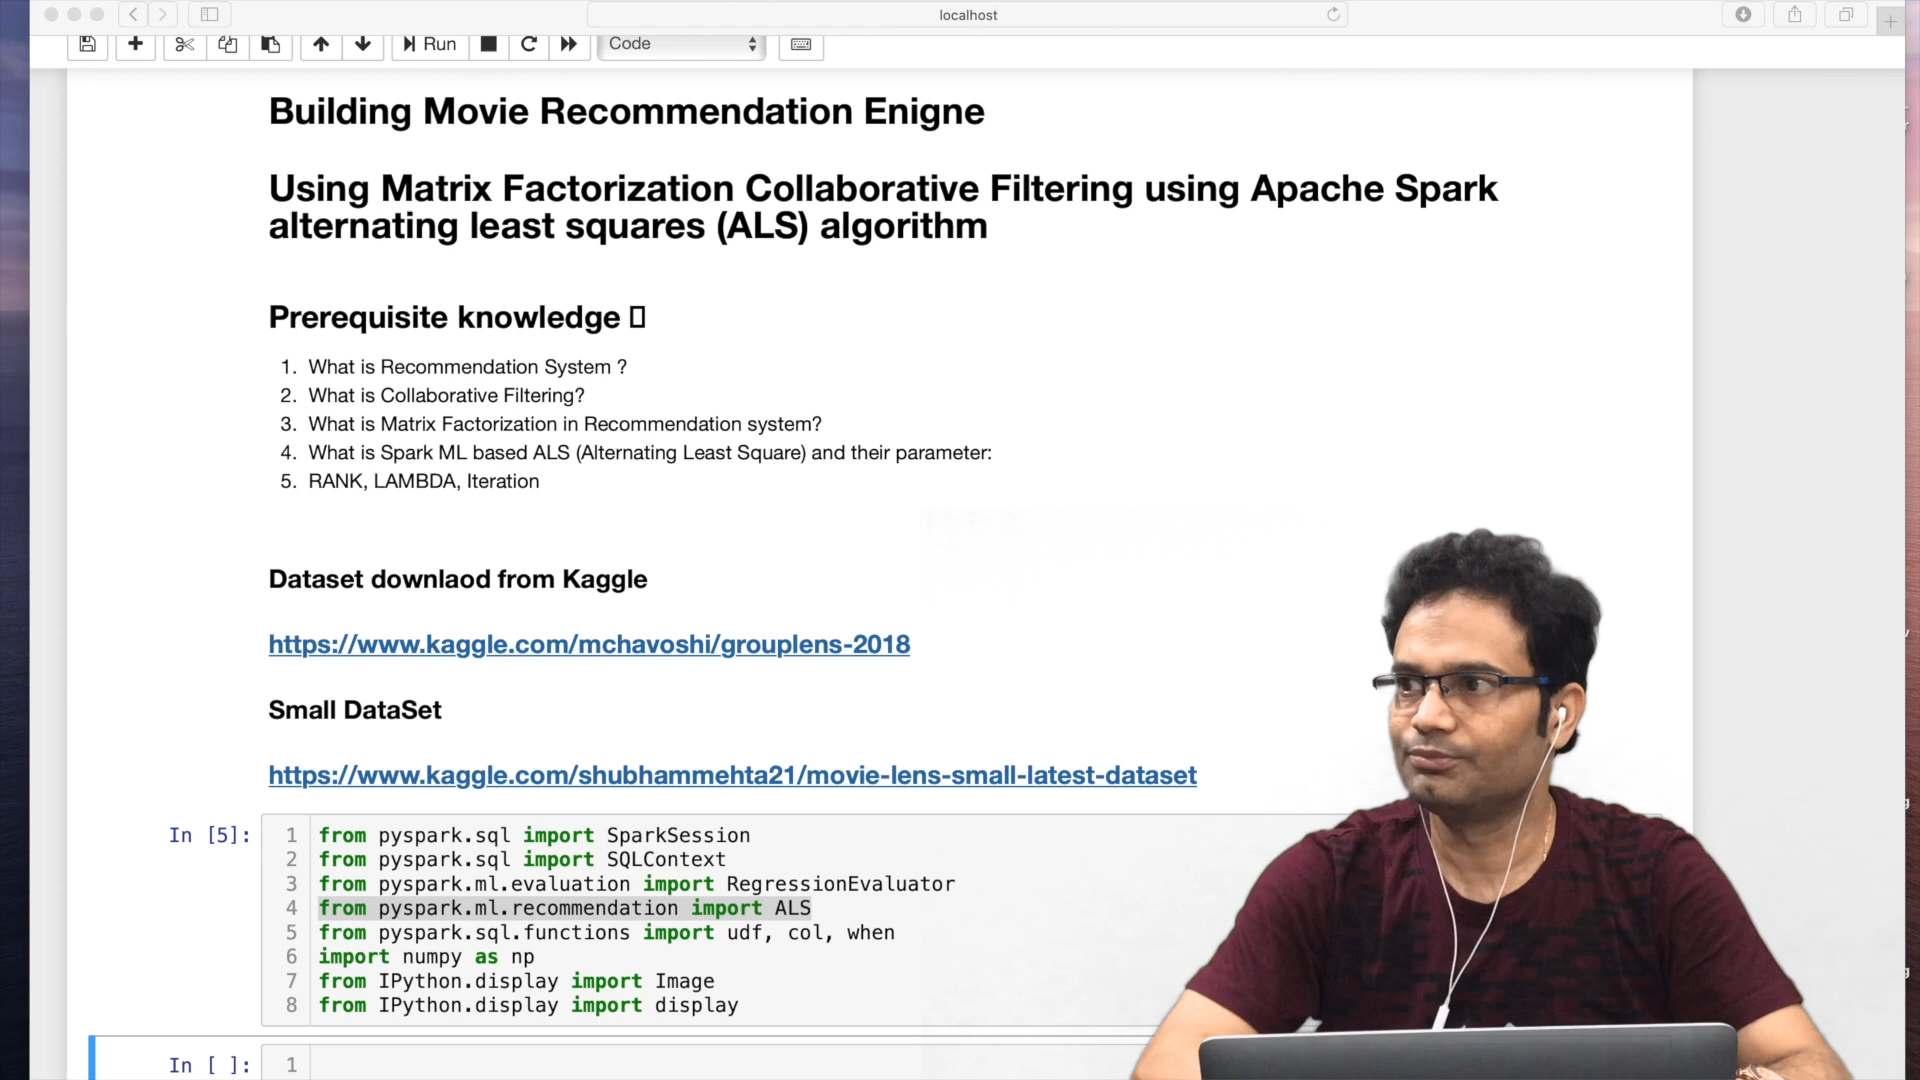 localhost
Run
Code
Building Movie Recommendation Enigne
Using Matrix Factorization Collaborative Filtering using Apache Spark
alternating least squares (ALS) algorithm
Prerequisite knowledge
1. What is Recommendation System ?
2. What is Collaborative Filtering?
3. What is Matrix Factorization in Recommendation system?
4. What is Spark ML based ALS (Alternating Least Square) and their parameter:
5. RANK, LAMBDA, Iteration
Dataset downlaod from Kaggle
https://www.kaggle.com/mchavoshi/grouplens-2018
Small DataSet
https://www.kaggle.com/shubhammehta21/movie-lens-small-latest-dataset
In [5]:
1 from pyspark.sql import SparkSession
2 from pyspark.sql import SQLContext
3 from pyspark.ml.evaluation import RegressionEvaluator
4 from pyspark.ml.recommendation import ALS
5 from pyspark.sql.functions import udf, col, when
6 import numpy as np
7 from IPython.display import Image
8 from IPython.display import display
In [ ]: 1